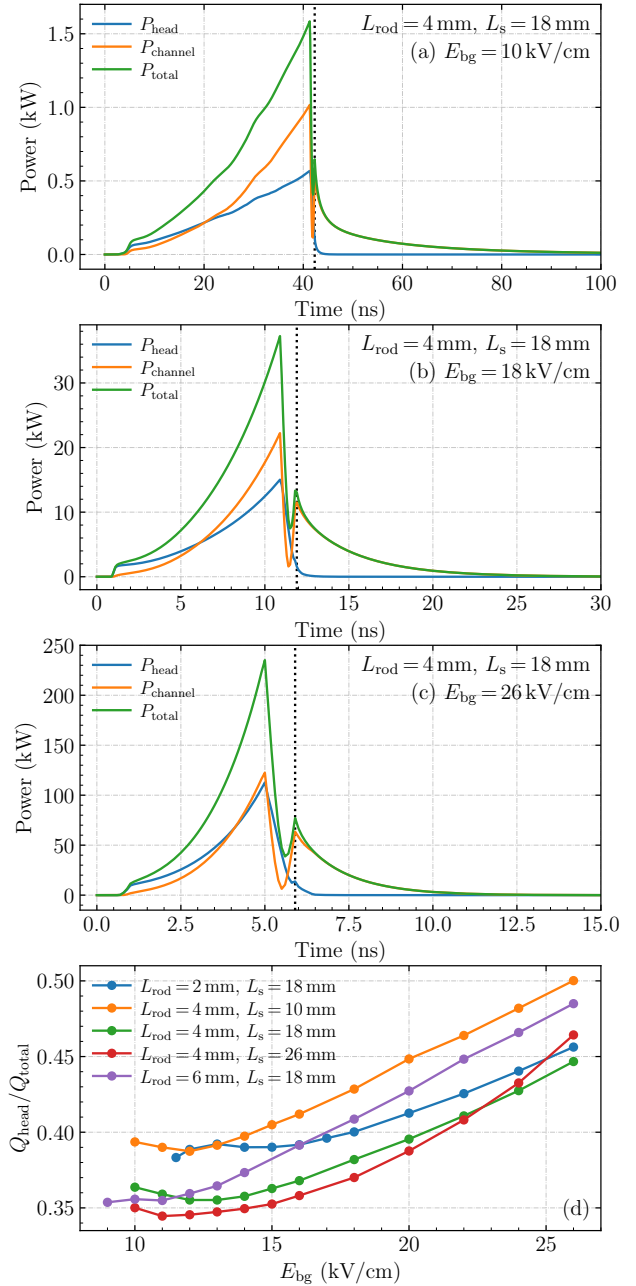 P_head
P_channel
P_total
L_rod = 4 mm, L_s = 18 mm
(a) E_bg = 10 kV/cm
Power (kW)
1.5
1.0
0.5
0.0
0 20 40 60 80 100
Time (ns)
P_head
P_channel
P_total
L_rod = 4 mm, L_s = 18 mm
(b) E_bg = 18 kV/cm
Power (kW)
30
20
10
0
0 5 10 15 20 25 30
Time (ns)
P_head
P_channel
P_total
L_rod = 4 mm, L_s = 18 mm
(c) E_bg = 26 kV/cm
Power (kW)
250
200
150
100
50
0
0.0 2.5 5.0 7.5 10.0 12.5 15.0
Time (ns)
L_rod = 2 mm, L_s = 18 mm
L_rod = 4 mm, L_s = 10 mm
L_rod = 4 mm, L_s = 18 mm
L_rod = 4 mm, L_s = 26 mm
L_rod = 6 mm, L_s = 18 mm
(d)
Q_head/Q_total
0.50
0.45
0.40
0.35
10 15 20 25
E_bg (kV/cm)